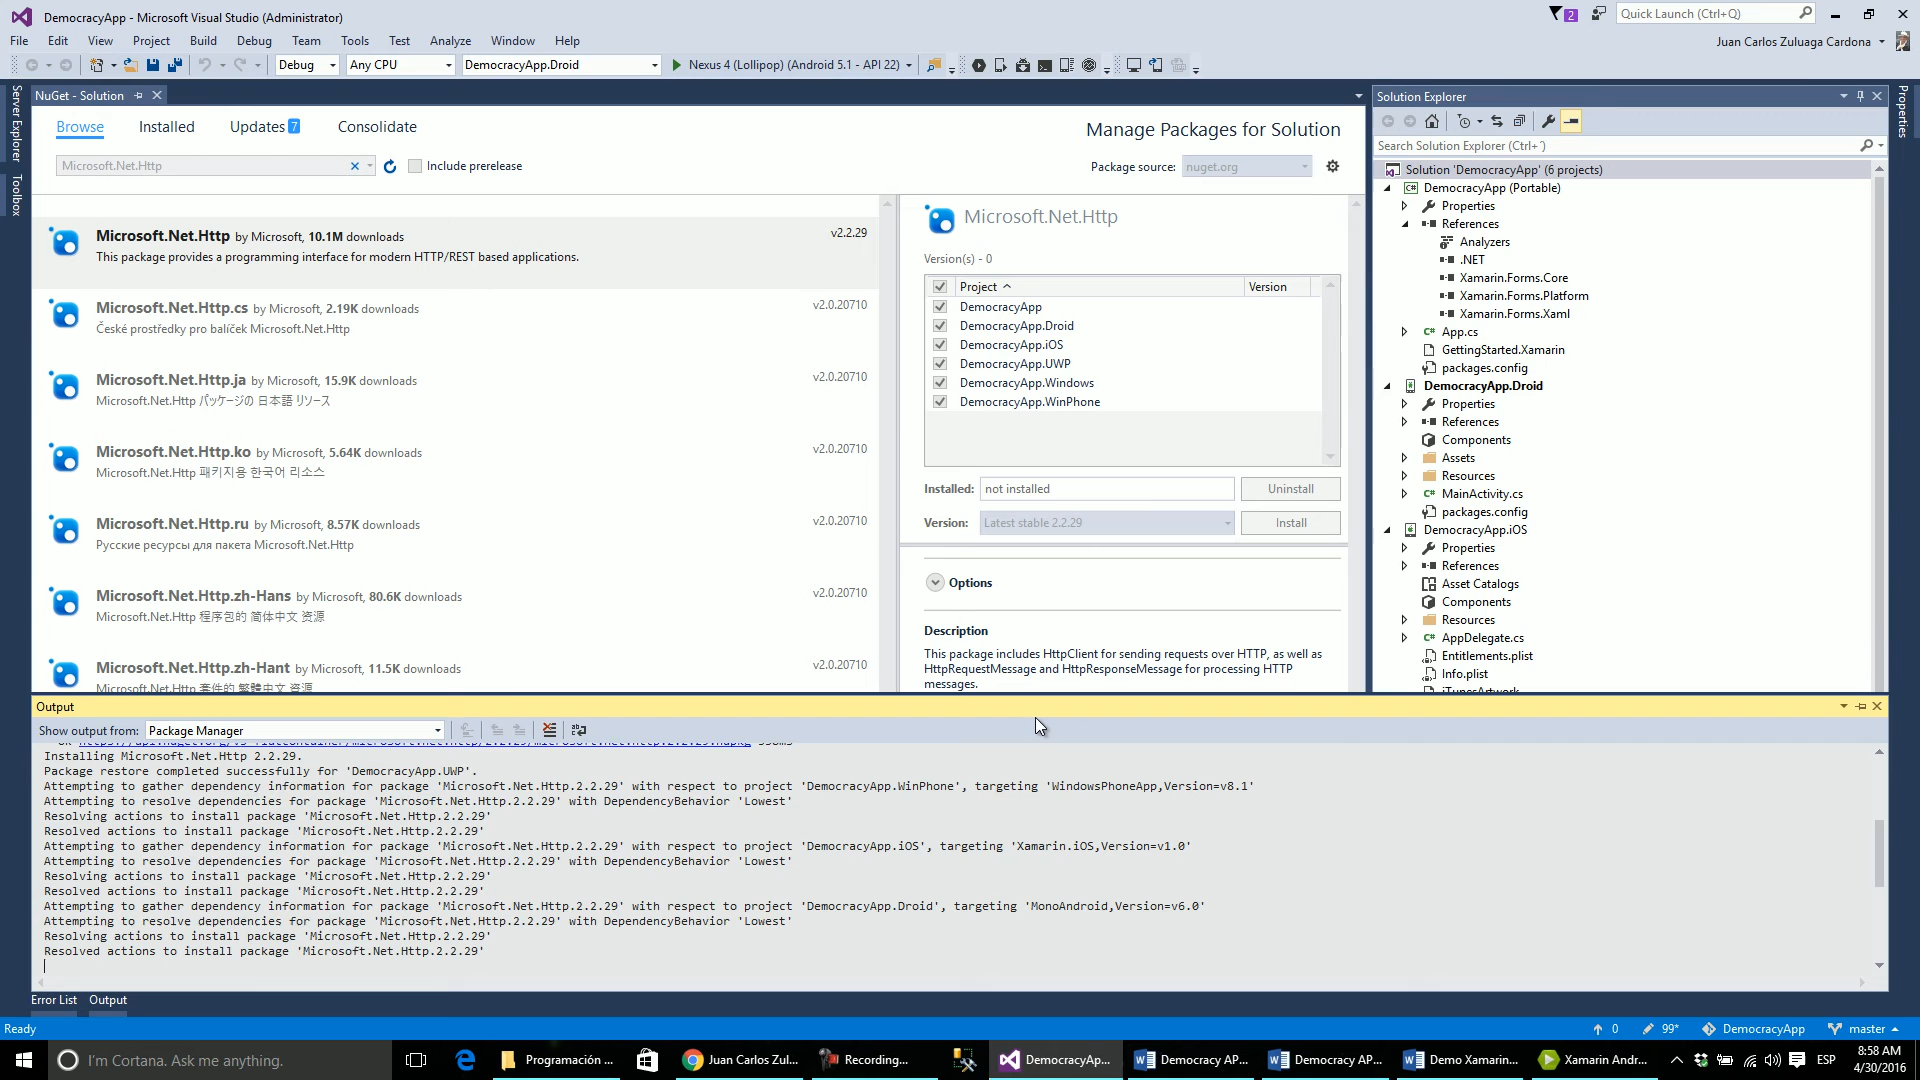 DemocracyApp - Microsoft Visual Studio (Administrator)
2
Quick Launch (Ctrl+Q)
File Edit View Project Build Debug Team Tools Test Analyze Window Help
Juan Carlos Zuluaga Cardona
Debug Any CPU DemocracyApp.Droid Nexus 4 (Lollipop) (Android 5.1 - API 22)
Server Explorer
Toolbox
NuGet - Solution
Browse Installed Updates 7 Consolidate
Manage Packages for Solution
Microsoft.Net.Http
Include prerelease
Package source: nuget.org
Microsoft.Net.Http by Microsoft, 10.1M downloads v2.2.29
This package provides a programming interface for modern HTTP/REST based applications.
Microsoft.Net.Http.cs by Microsoft, 2.19K downloads v2.0.20710
České prostředky pro balíček Microsoft.Net.Http
Microsoft.Net.Http.ja by Microsoft, 15.9K downloads v2.0.20710
Microsoft.Net.Http パッケージの 日本語 リソース
Microsoft.Net.Http.ko by Microsoft, 5.64K downloads v2.0.20710
Microsoft.Net.Http 패키지용 한국어 리소스
Microsoft.Net.Http.ru by Microsoft, 8.57K downloads v2.0.20710
Русские ресурсы для пакета Microsoft.Net.Http
Microsoft.Net.Http.zh-Hans by Microsoft, 80.6K downloads v2.0.20710
Microsoft.Net.Http 程序包的 简体中文 资源
Microsoft.Net.Http.zh-Hant by Microsoft, 11.5K downloads v2.0.20710
Microsoft.Net.Http 套件的 繁體中文 資源
Microsoft.Net.Http
Version(s) - 0
Project Version
DemocracyApp
DemocracyApp.Droid
DemocracyApp.iOS
DemocracyApp.UWP
DemocracyApp.Windows
DemocracyApp.WinPhone
Installed: not installed Uninstall
Version: Latest stable 2.2.29 Install
Options
Description
This package includes HttpClient for sending requests over HTTP, as well as
HttpRequestMessage and HttpResponseMessage for processing HTTP
messages.
Solution Explorer
Search Solution Explorer (Ctrl+´)
Solution 'DemocracyApp' (6 projects)
DemocracyApp (Portable)
Properties
References
Analyzers
.NET
Xamarin.Forms.Core
Xamarin.Forms.Platform
Xamarin.Forms.Xaml
App.cs
GettingStarted.Xamarin
packages.config
DemocracyApp.Droid
Properties
References
Components
Assets
Resources
MainActivity.cs
packages.config
DemocracyApp.iOS
Properties
References
Asset Catalogs
Components
Resources
AppDelegate.cs
Entitlements.plist
Info.plist
iTunesArtwork
Properties
Output
Show output from: Package Manager
Installing Microsoft.Net.Http 2.2.29.
Package restore completed successfully for 'DemocracyApp.UWP'.
Attempting to gather dependency information for package 'Microsoft.Net.Http.2.2.29' with respect to project 'DemocracyApp.WinPhone', targeting 'WindowsPhoneApp,Version=v8.1'
Attempting to resolve dependencies for package 'Microsoft.Net.Http.2.2.29' with DependencyBehavior 'Lowest'
Resolving actions to install package 'Microsoft.Net.Http.2.2.29'
Resolved actions to install package 'Microsoft.Net.Http.2.2.29'
Attempting to gather dependency information for package 'Microsoft.Net.Http.2.2.29' with respect to project 'DemocracyApp.iOS', targeting 'Xamarin.iOS,Version=v1.0'
Attempting to resolve dependencies for package 'Microsoft.Net.Http.2.2.29' with DependencyBehavior 'Lowest'
Resolving actions to install package 'Microsoft.Net.Http.2.2.29'
Resolved actions to install package 'Microsoft.Net.Http.2.2.29'
Attempting to gather dependency information for package 'Microsoft.Net.Http.2.2.29' with respect to project 'DemocracyApp.Droid', targeting 'MonoAndroid,Version=v6.0'
Attempting to resolve dependencies for package 'Microsoft.Net.Http.2.2.29' with DependencyBehavior 'Lowest'
Resolving actions to install package 'Microsoft.Net.Http.2.2.29'
Resolved actions to install package 'Microsoft.Net.Http.2.2.29'
Error List Output
Ready 0 99* DemocracyApp master
I'm Cortana. Ask me anything. Programación ... Juan Carlos Zul... Recording... DemocracyAp... Democracy AP... Democracy AP... Demo Xamarin... Xamarin Andr... ESP
8:58 AM
4/30/2016